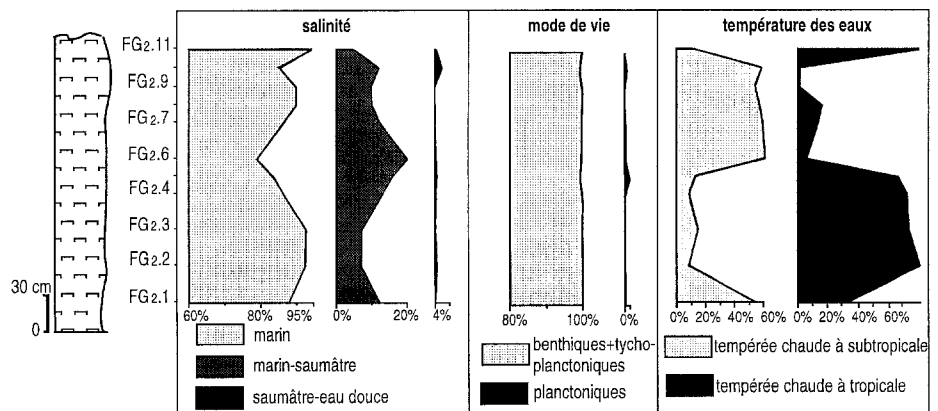 salinité
mode de vie
température des eaux
FG2.11
FG2.9
FG2.7
FG2.6
FG2.4
FG2.3
FG2.2
FG2.1
30 cm
0
60% 80% 95% 0% 20% 4%
80% 100% 0%
0% 20% 40% 60% 0% 20% 40% 60%
marin
marin-saumâtre
saumâtre-eau douce
benthiques+tycho-
planctoniques
planctoniques
tempérée chaude à subtropicale
tempérée chaude à tropicale